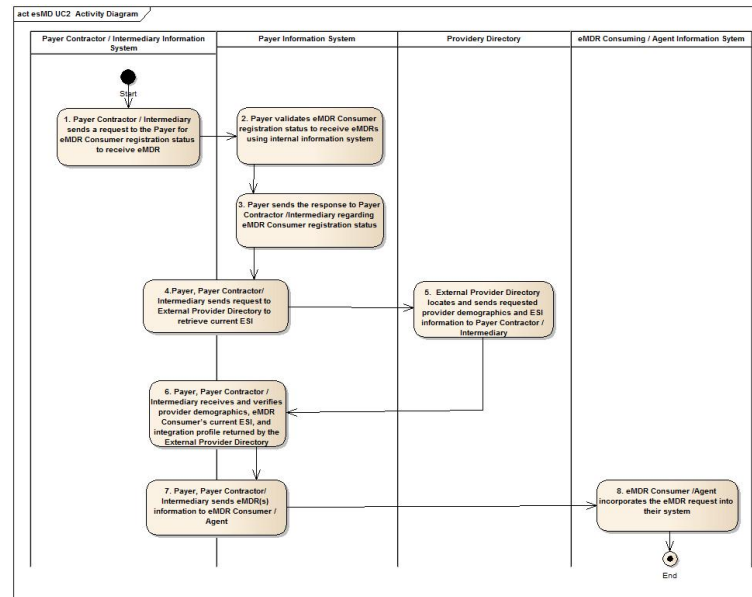 act esMD UC2 Activity Diagram
Payer Contractor / Intermediary Information
System
Payer Information System
Providery Directory
eMDR Consuming / Agent Information Sytem
Start
1. Payer Contractor / Intermediary
sends a request to the Payer for
eMDR Consumer registration status
to receive eMDR
2. Payer validates eMDR Consumer
registration status to receive eMDRs
using internal information system
3. Payer sends the response to Payer
Contractor /Intermediary regarding
eMDR Consumer registration status
4.Payer, Payer Contractor/
Intermediary sends request to
External Provider Directory to
retrieve current ESI
5. External Provider Directory
locates and sends requested
provider demographics and ESI
information to Payer Contractor /
Intermediary
6. Payer, Payer Contractor /
Intermediary receives and verifies
provider demographics, eMDR
Consumer's current ESI, and
integration profile returned by the
External Provider Directory
7. Payer, Payer Contractor/
Intermediary sends eMDR(s)
information to eMDR Consumer /
Agent
8. eMDR Consumer /Agent
incorporates the eMDR request into
their system
End